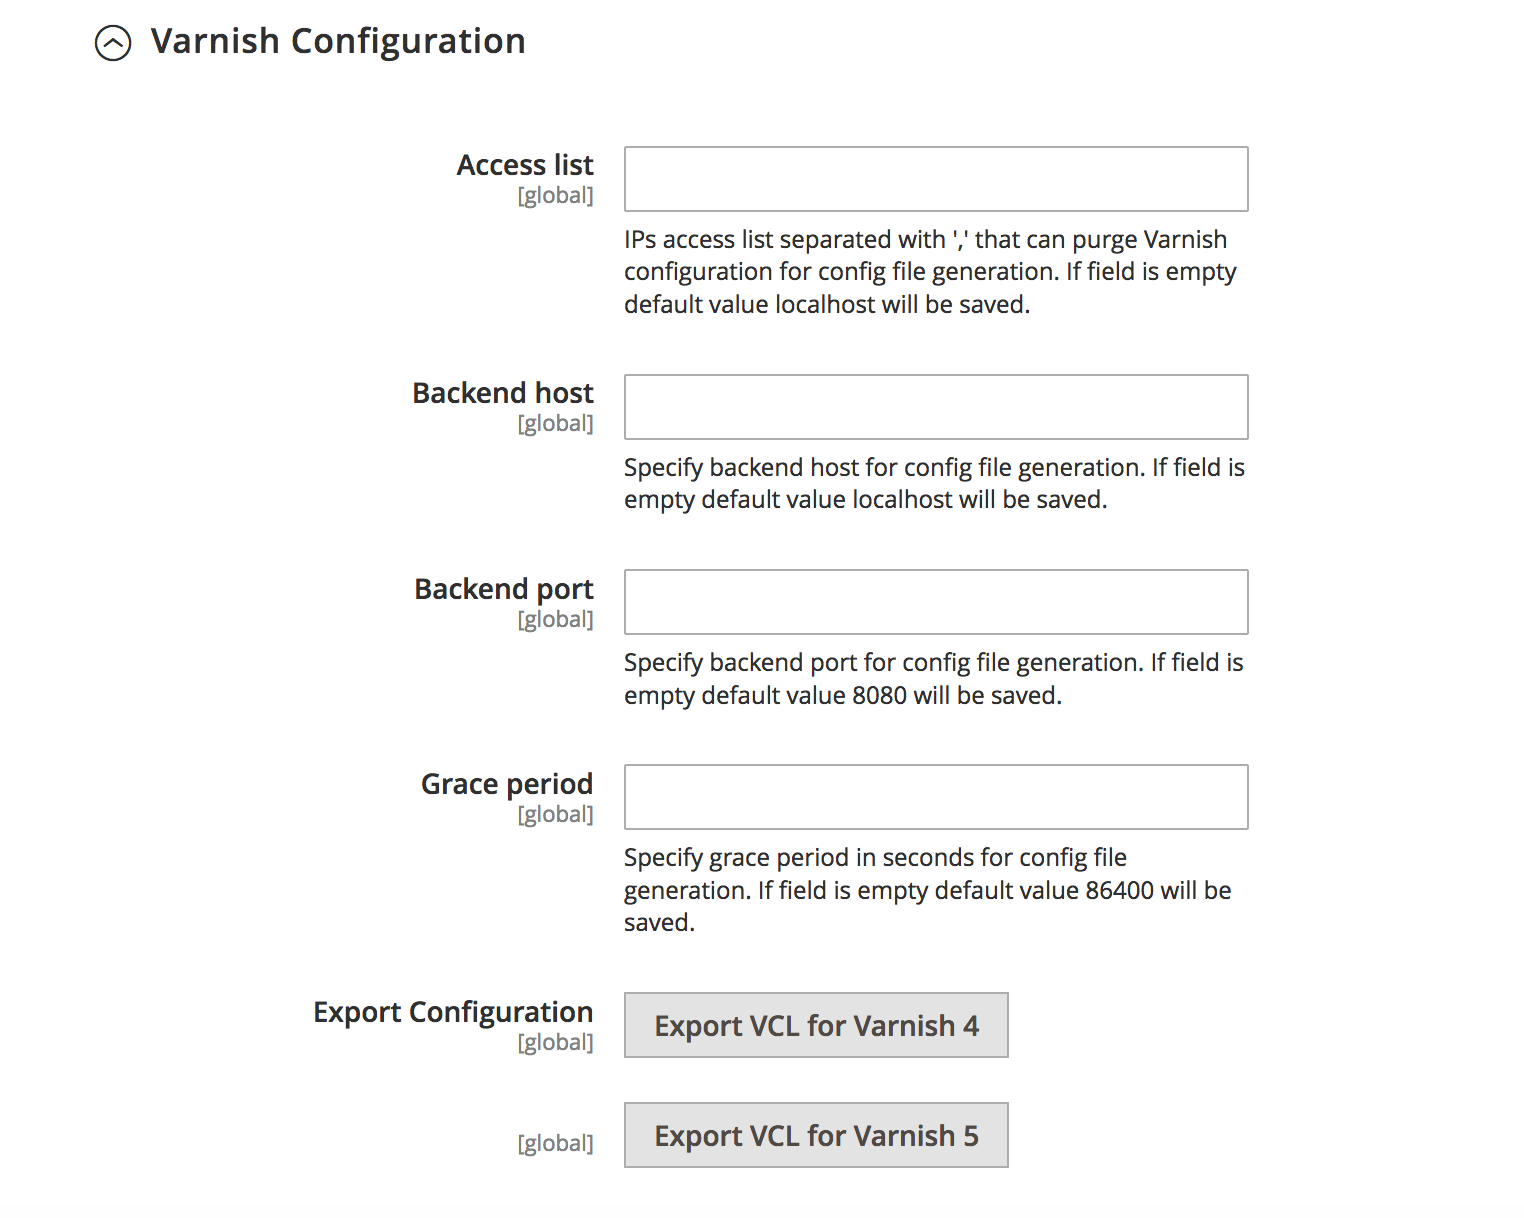 Varnish Configuration
Access list
[global]
IPs access list separated with ',' that can purge Varnish
configuration for config file generation. If field is empty
default value localhost will be saved.
Backend host
[global]
Specify backend host for config file generation. If field is
empty default value localhost will be saved.
Backend port
[global]
Specify backend port for config file generation. If field is
empty default value 8080 will be saved.
Grace period
[global]
Specify grace period in seconds for config file
generation. If field is empty default value 86400 will be
saved.
Export Configuration
[global]
Export VCL for Varnish 4
[global]
Export VCL for Varnish 5